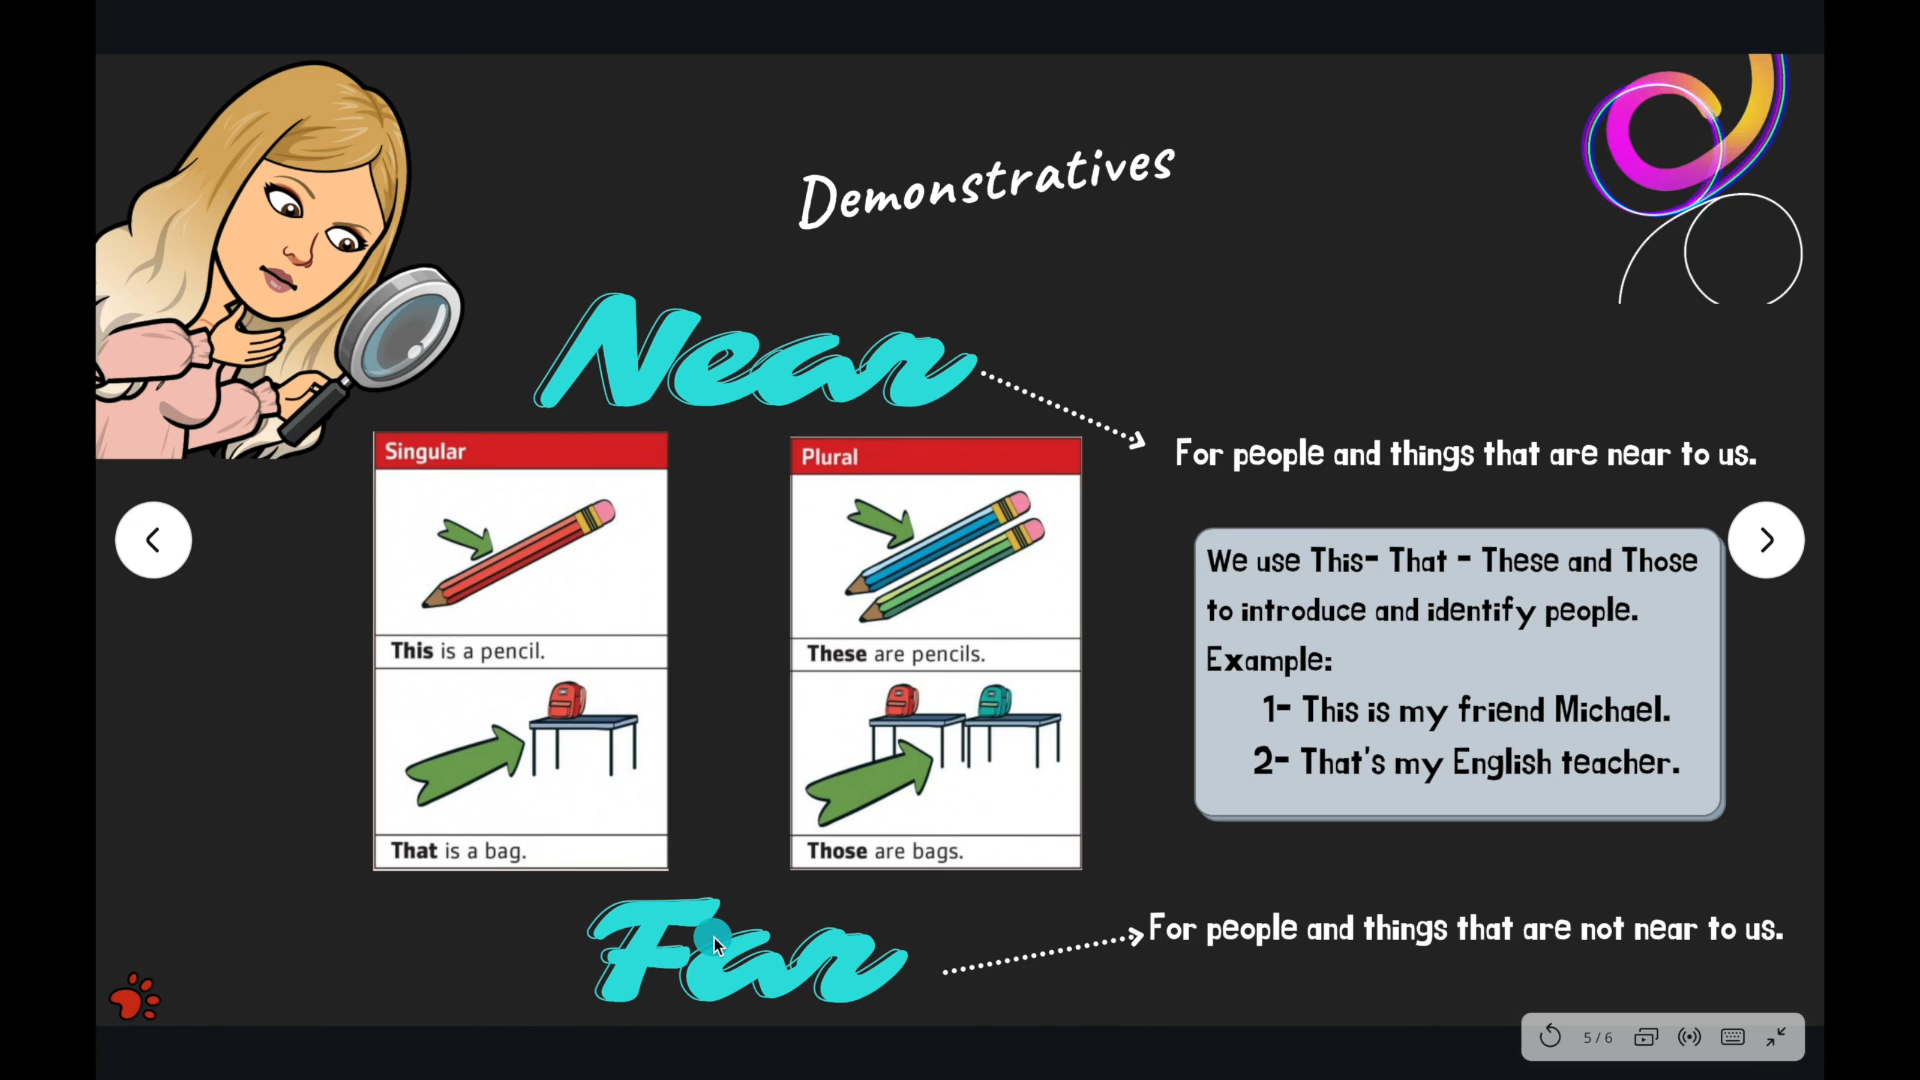 Demonstratives
Near
For people and things that are near to us.
Singular
This is a pencil.
That is a bag.
Plural
These are pencils.
Those are bags.
We use This- That - These and Those
to introduce and identify people.
Example:
1- This is my friend Michael.
2- That's my English teacher.
Far
For people and things that are not near to us.
5 / 6